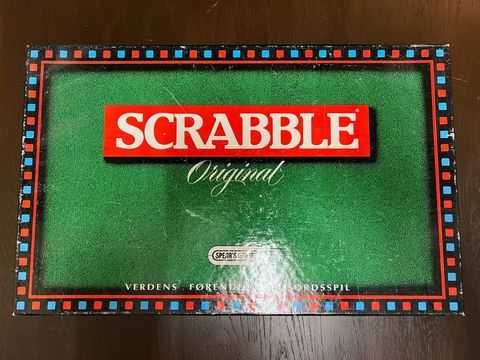 SCRABBLE®
Original
SPEAR'S
VERDENS FØRENDE